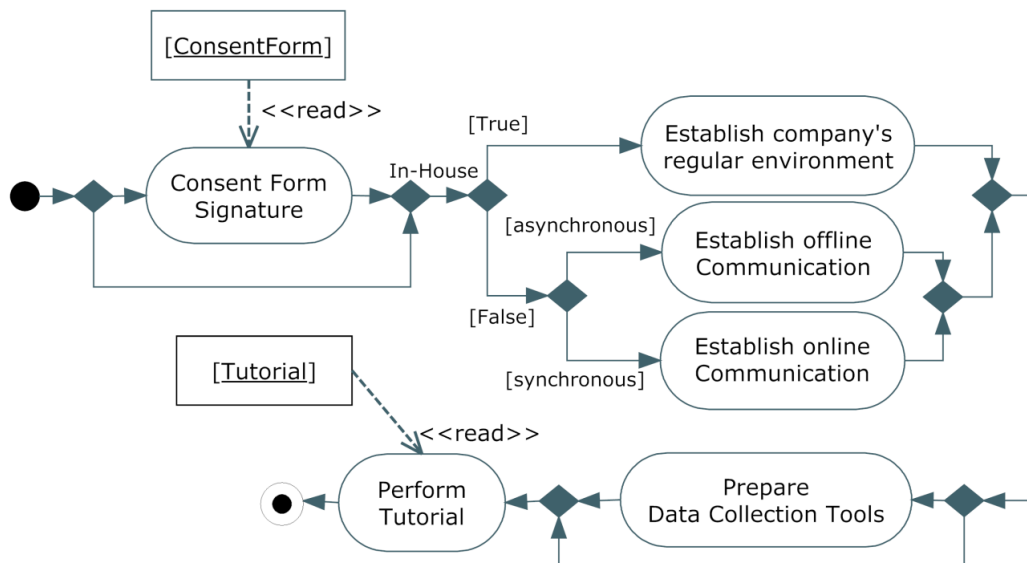 [ConsentForm]
<<read>>
[True]
Establish company's
regular environment
In-House
Consent Form
Signature
[asynchronous]
Establish offline
Communication
[False]
Establish online
Communication
[synchronous]
[Tutorial]
<<read>>
Perform
Tutorial
Prepare
Data Collection Tools